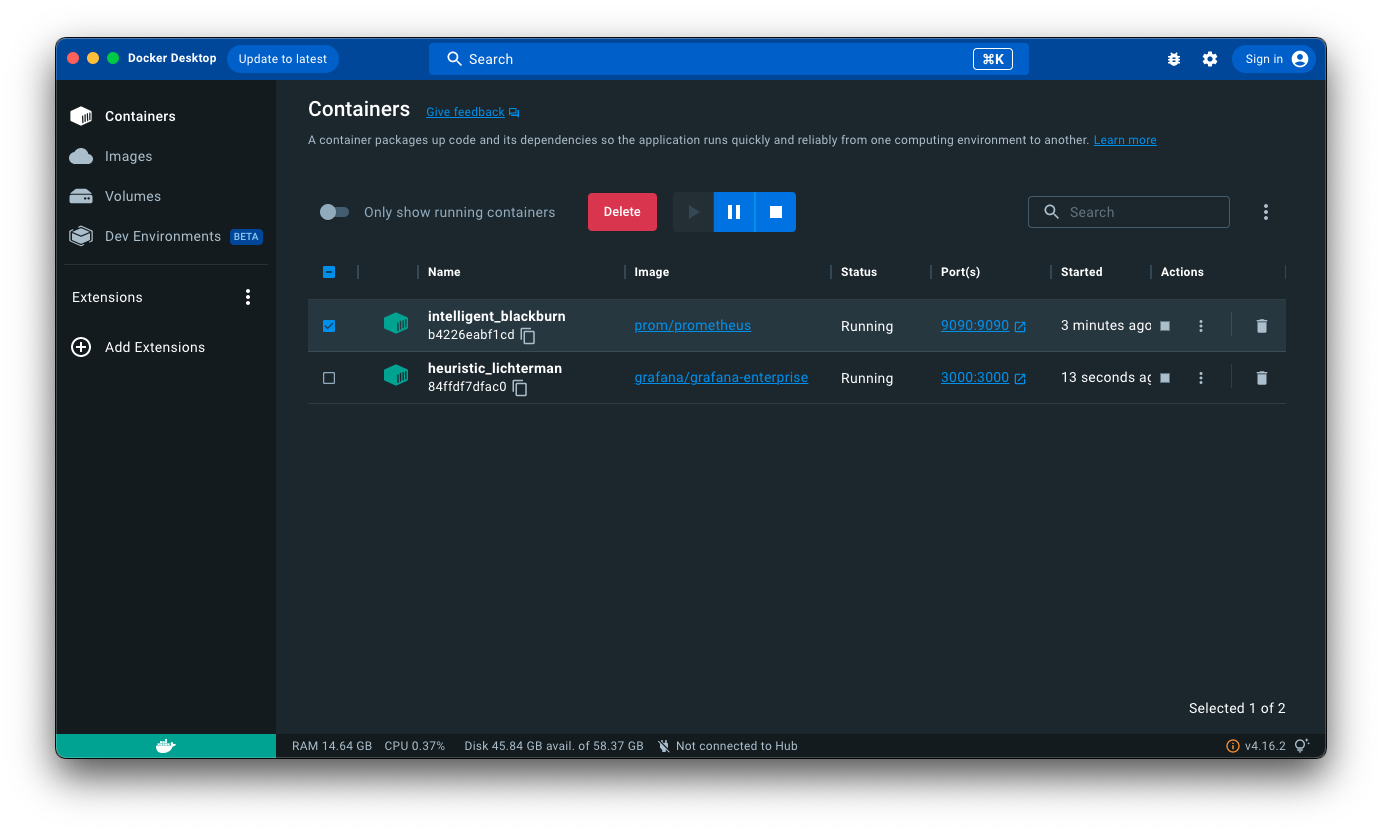 Docker Desktop Update to latest Search ⌘K Sign in
Containers
Images
Volumes
Dev Environments BETA
Extensions
Add Extensions
Containers Give feedback
A container packages up code and its dependencies so the application runs quickly and reliably from one computing environment to another. Learn more
Only show running containers Delete Search
Name Image Status Port(s) Started Actions
intelligent_blackburn
b4226eabf1cd prom/prometheus Running 9090:9090 3 minutes ago
heuristic_lichterman
84ffdf7dfac0 grafana/grafana-enterprise Running 3000:3000 13 seconds ag
Selected 1 of 2
RAM 14.64 GB CPU 0.37% Disk 45.84 GB avail. of 58.37 GB Not connected to Hub v4.16.2